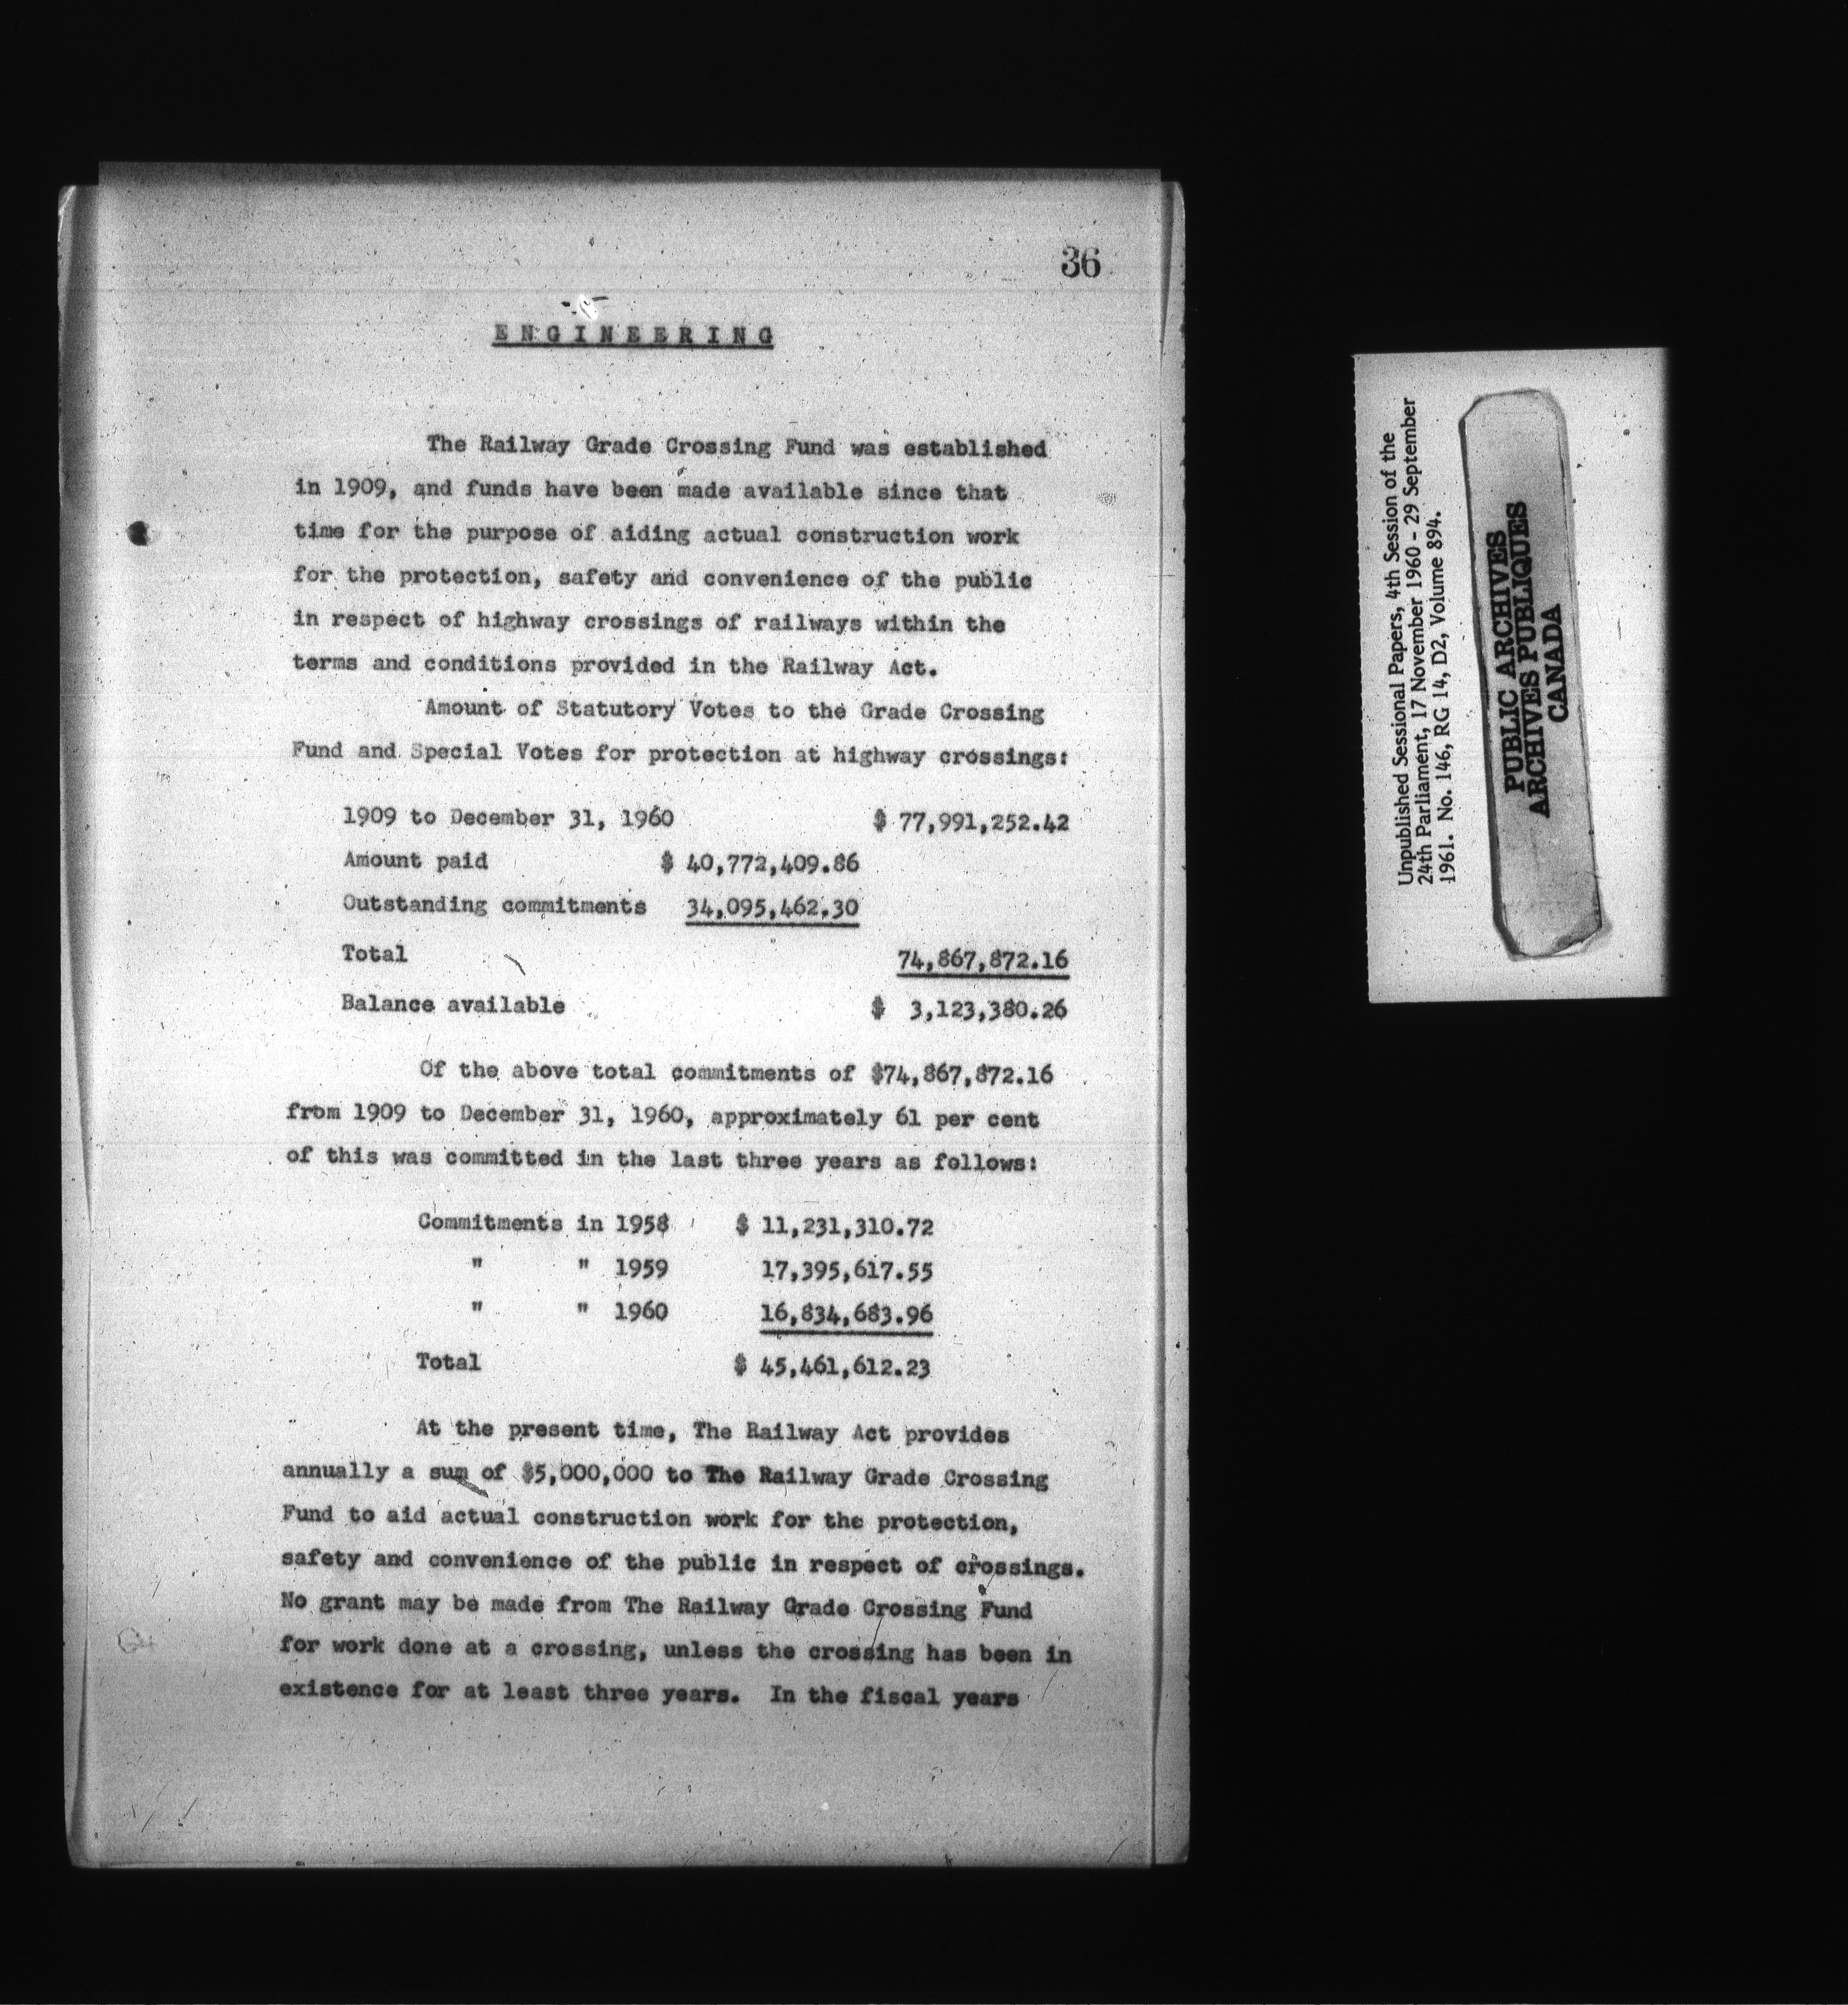 36
ENGINEERING
The Railway Grade Crossing Fund was established
in 1909, and funds have been made available since that
time for the purpose of aiding actual construction work
for the protection, safety and convenience of the public
in respect of highway crossings of railways within the
terms and conditions provided in the Railway Act.
Amount of Statutory Votes to the Grade Crossing
Fund and Special Votes for protection at highway crossings:
1909 to December 31, 1960 $ 77,991,252.42
Amount paid $ 40,772,409.86
Outstanding commitments 34,095,462.30
Total 74,867,872.16
Balance available $ 3,123,380.26
Of the above total commitments of $74,867,872.16
from 1909 to December 31, 1960, approximately 61 per cent
of this was committed in the last three years as follows:
Commitments in 1958 $ 11,231,310.72
" " 1959 17,395,617.55
" " 1960 16,834,683.96
Total $ 45,461,612.23
At the present time, The Railway Act provides
annually a sum of $5,000,000 to The Railway Grade Crossing
Fund to aid actual construction work for the protection,
safety and convenience of the public in respect of crossings.
No grant may be made from The Railway Grade Crossing Fund
for work done at a crossing, unless the crossing has been in
existence for at least three years. In the fiscal years
Unpublished Sessional Papers, 4th Session of the
24th Parliament, 17 November 1960 - 29 September
1961. No. 146, RG 14, D2, Volume 894.
PUBLIC ARCHIVES
ARCHIVES PUBLIQUES
CANADA